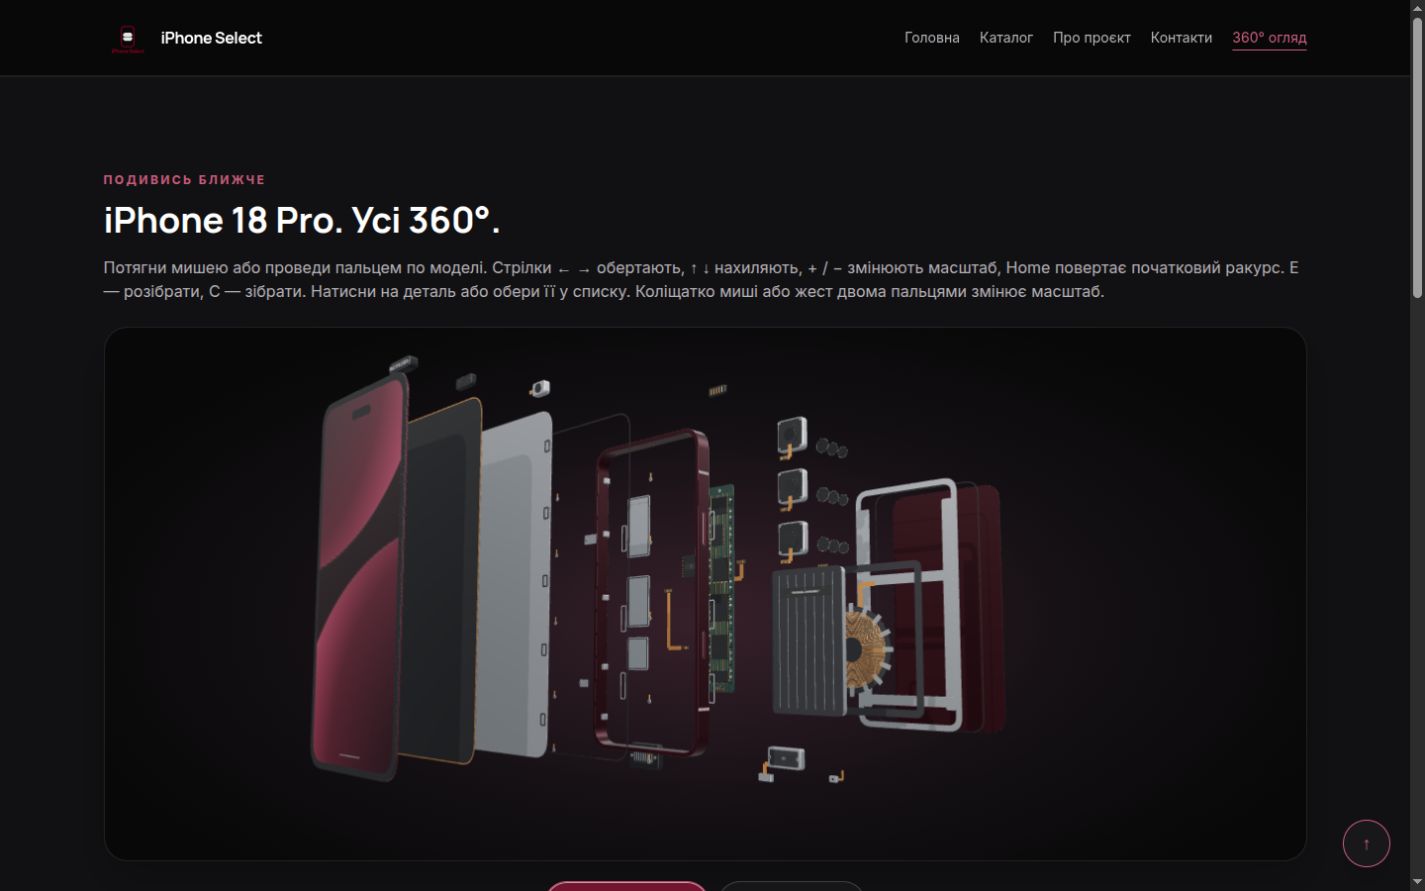 iPhone Select
Головна
Каталог
Про проєкт
Контакти
360° огляд
ПОДИВИСЬ БЛИЖЧЕ
iPhone 18 Pro. Усі 360°.
Потягни мишею або проведи пальцем по моделі. Стрілки ← → обертають, ↑ ↓ нахиляють, + / − змінюють масштаб, Home повертає початковий ракурс. E
— розібрати, C — зібрати. Натисни на деталь або обери її у списку. Коліщатко миші або жест двома пальцями змінює масштаб.
↑